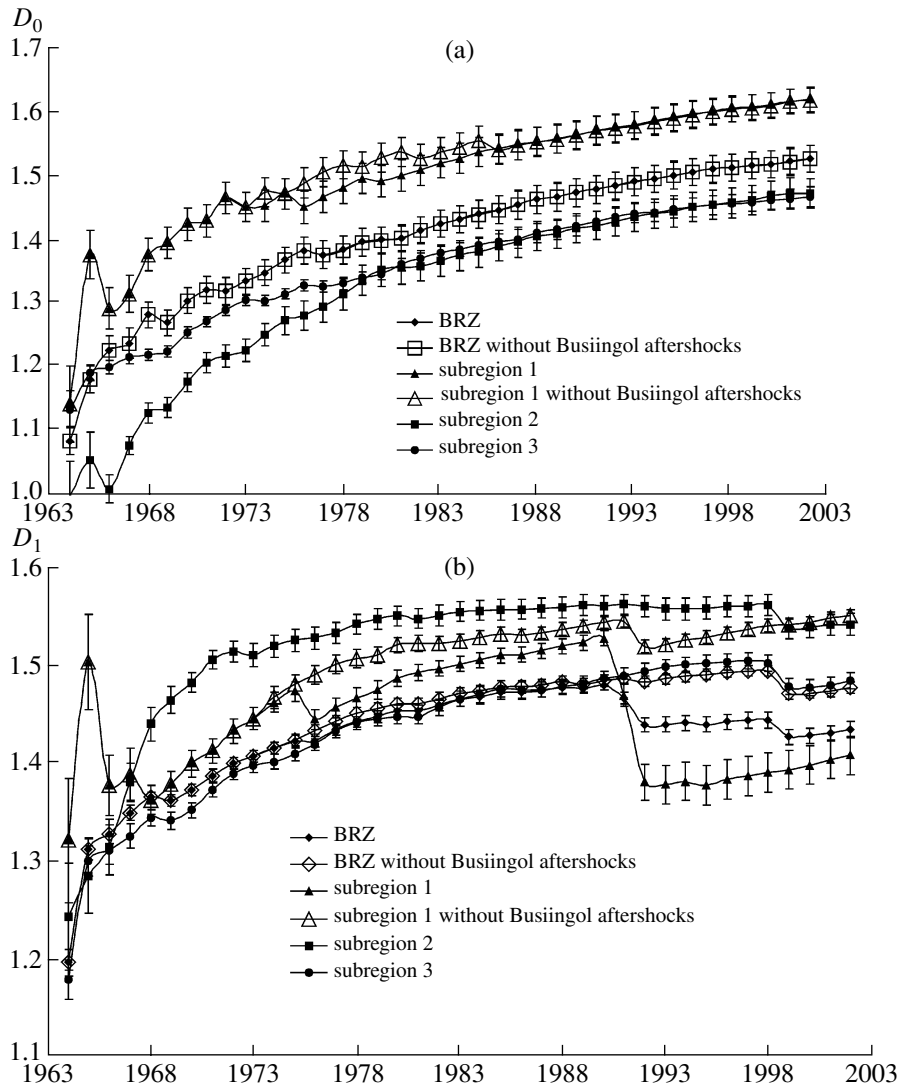 D0
(a)
1.7
1.6
1.5
1.4
1.3
1.2
1.1
1.0
BRZ
BRZ without Busiingol aftershocks
subregion 1
subregion 1 without Busiingol aftershocks
subregion 2
subregion 3
1963 1968 1973 1978 1983 1988 1993 1998 2003
D1
(b)
1.6
1.5
1.4
1.3
1.2
1.1
BRZ
BRZ without Busiingol aftershocks
subregion 1
subregion 1 without Busiingol aftershocks
subregion 2
subregion 3
1963 1968 1973 1978 1983 1988 1993 1998 2003